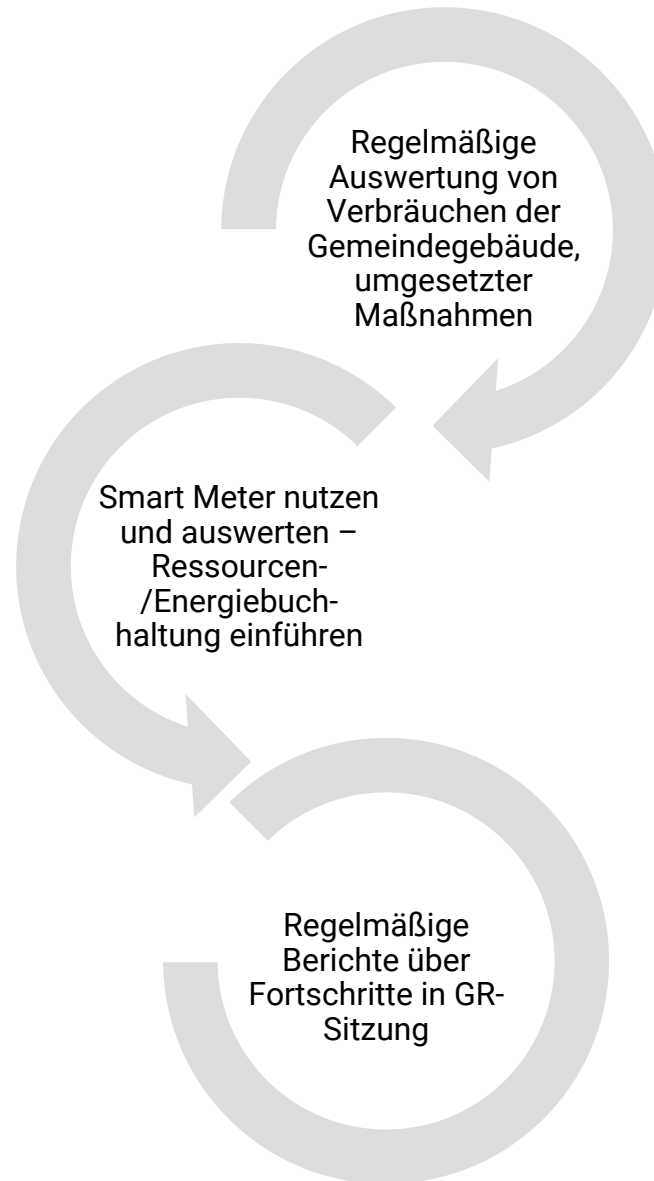 Regelmäßige
Auswertung von
Verbräuchen der
Gemeindegebäude,
umgesetzter
Maßnahmen
Smart Meter nutzen
und auswerten –
Ressourcen-
/Energiebuch-
haltung einführen
Regelmäßige
Berichte über
Fortschritte in GR-
Sitzung